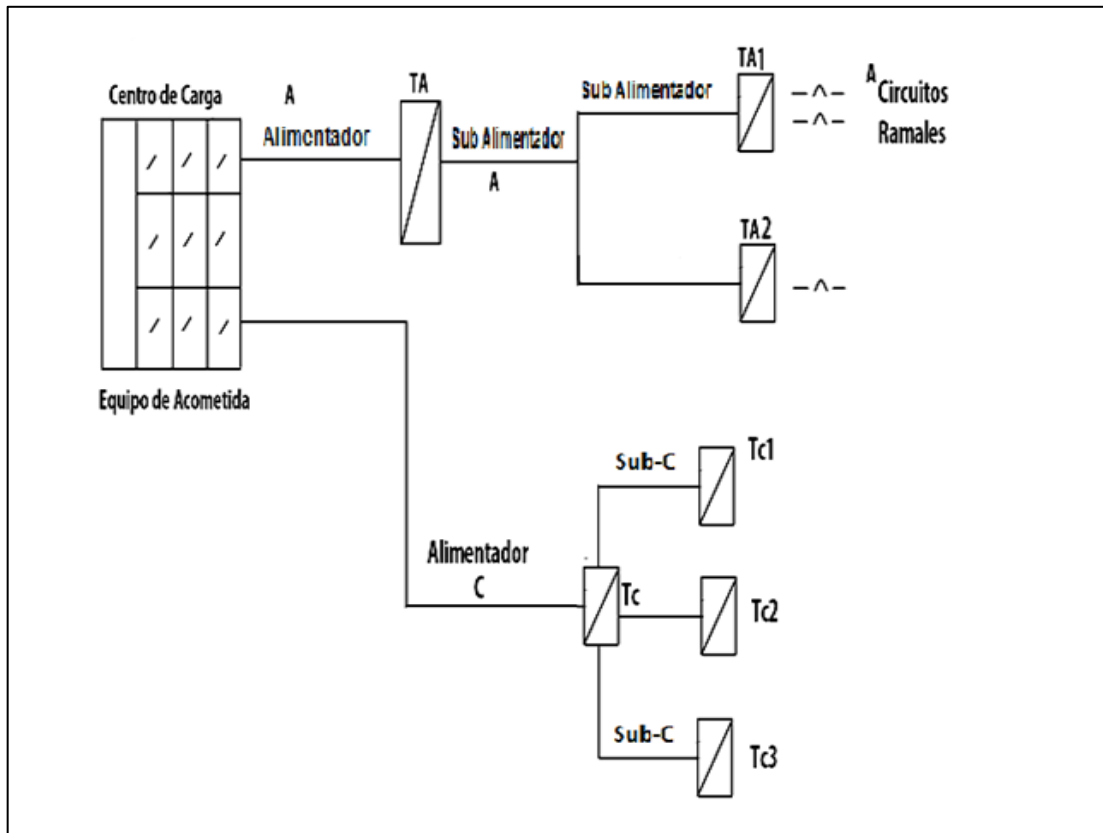 Centro de Carga
A
Alimentador
TA
Sub Alimentador
A
Sub Alimentador
TA1
A
Circuitos
Ramales
TA2
Equipo de Acometida
Alimentador
C
Tc
Sub-C
Tc1
Tc2
Sub-C
Tc3